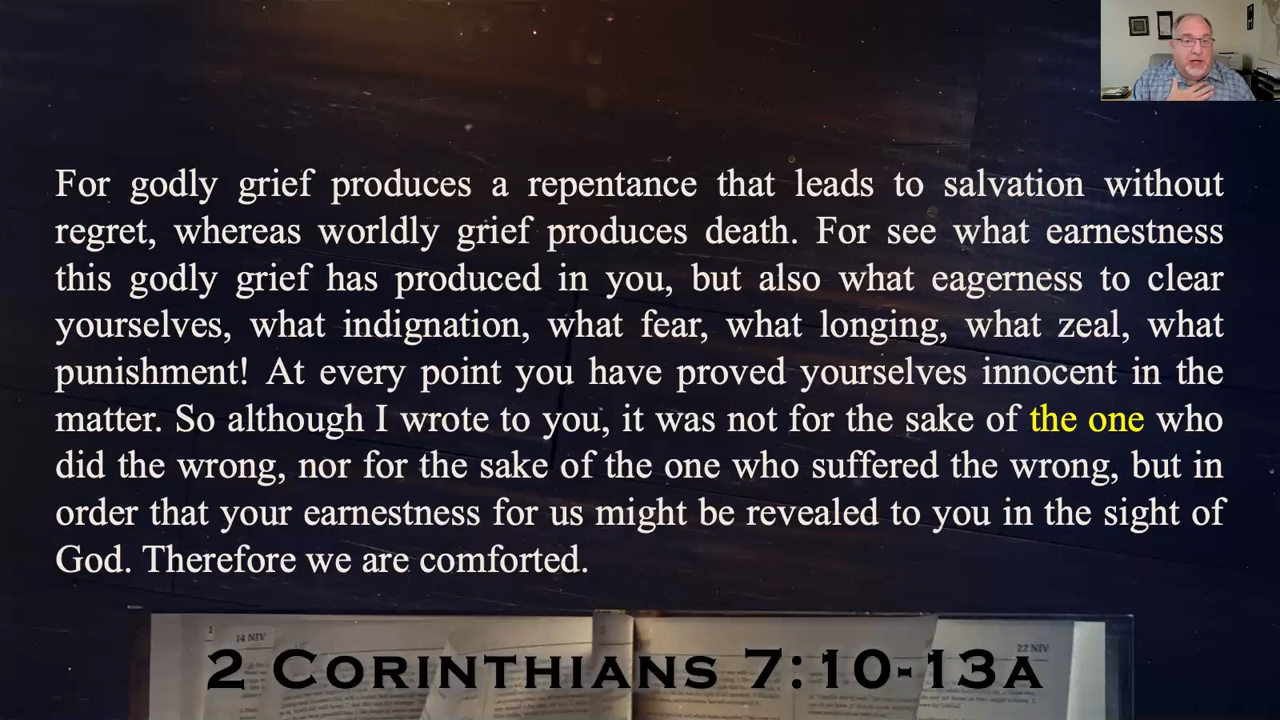 For godly grief produces a repentance that leads to salvation without
regret, whereas worldly grief produces death. For see what earnestness
this godly grief has produced in you, but also what eagerness to clear
yourselves, what indignation, what fear, what longing, what zeal, what
punishment! At every point you have proved yourselves innocent in the
matter. So although I wrote to you, it was not for the sake of the one who
did the wrong, nor for the sake of the one who suffered the wrong, but in
order that your earnestness for us might be revealed to you in the sight of
God. Therefore we are comforted.
14 NIV
22 NIV
2 Corinthians 7:10-13a